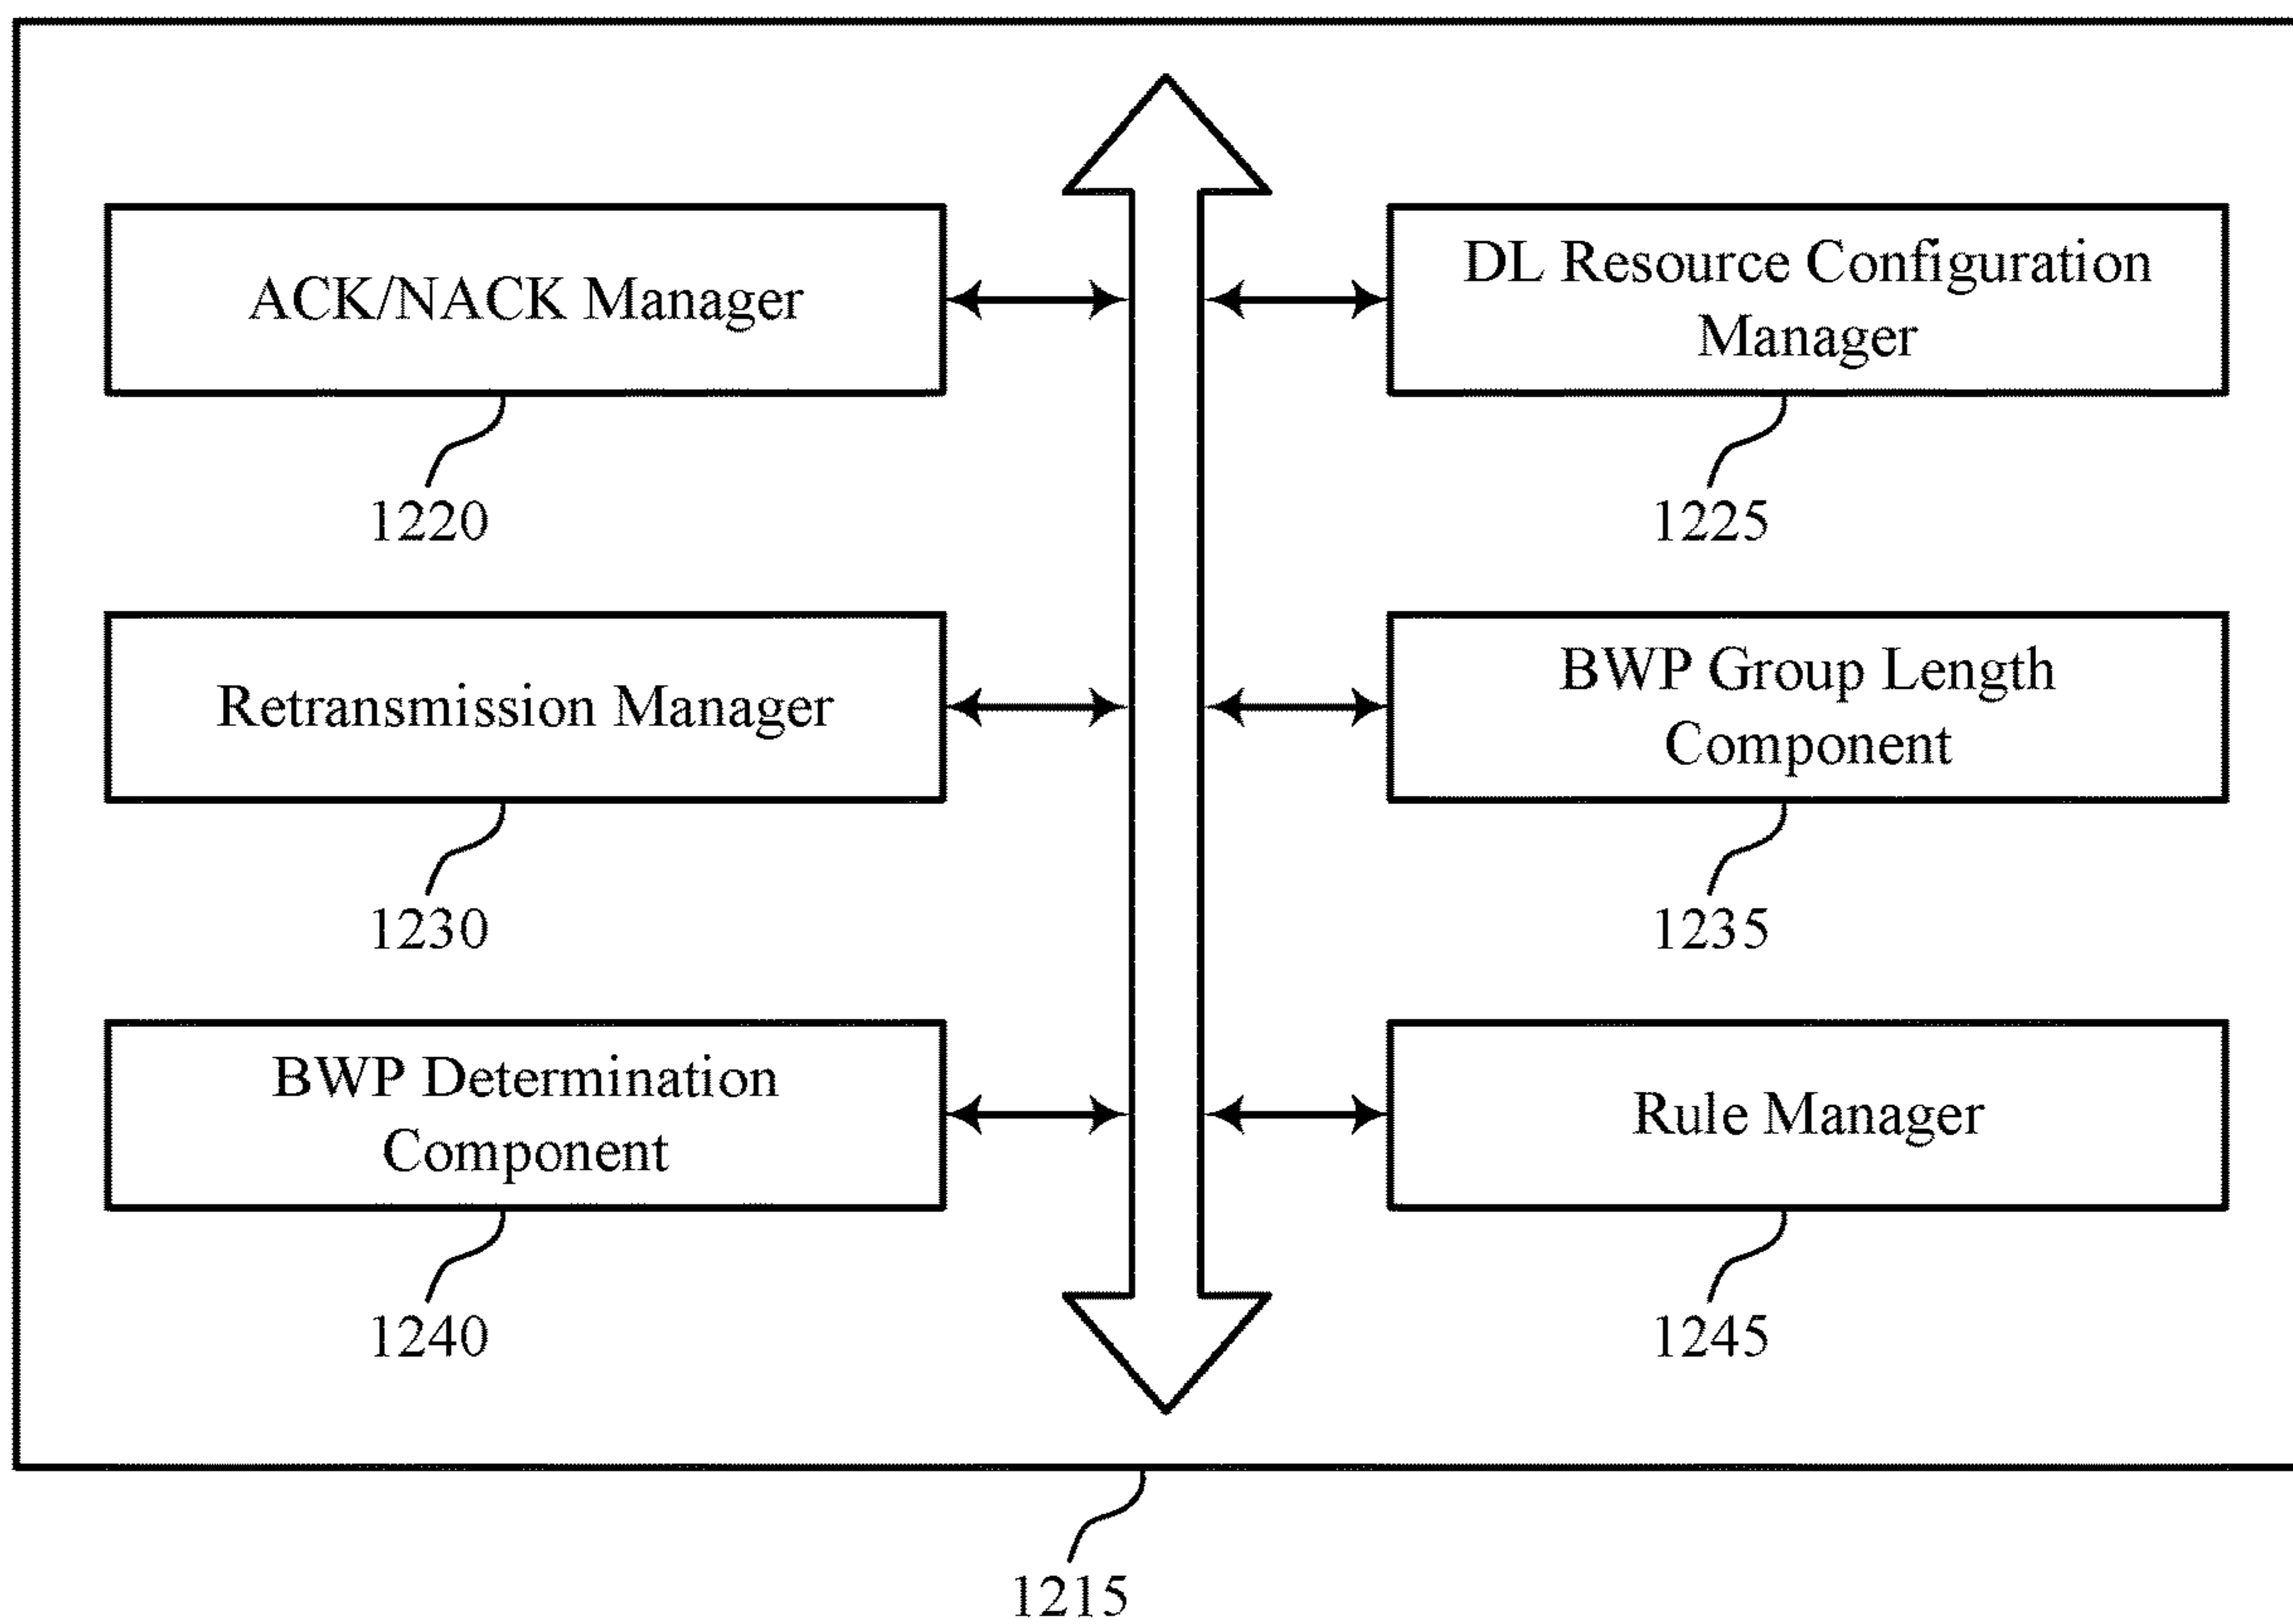 ACK/NACK Manager
1220
DL Resource Configuration
Manager
1225
Retransmission Manager
1230
BWP Group Length
Component
1235
BWP Determination
Component
1240
Rule Manager
1245
1215